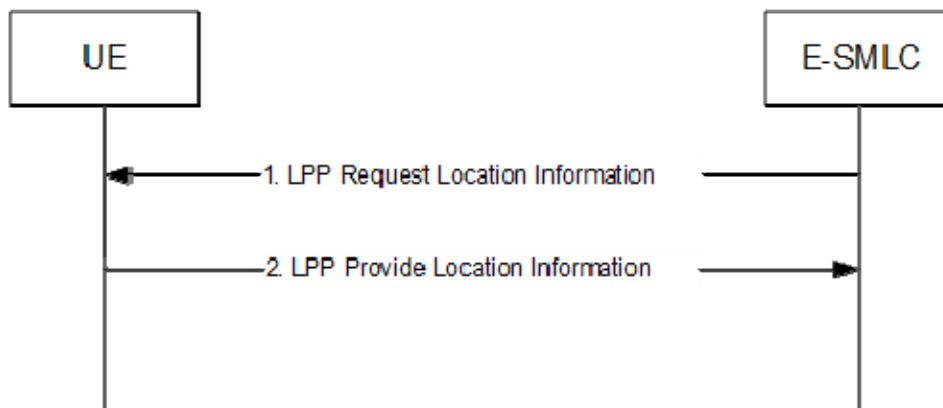 UE
E-SMLC
1. LPP Request Location Information
2. LPP Provide Location Information